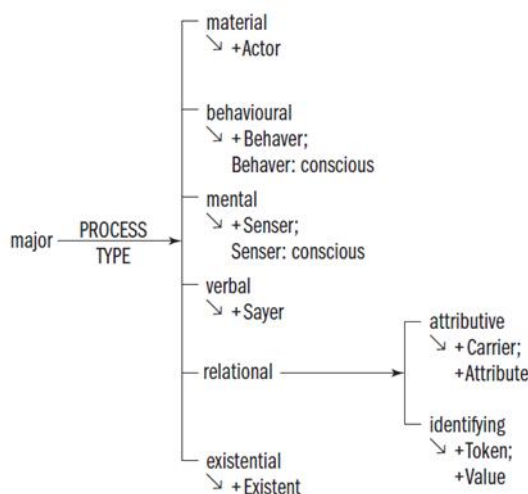 material
↘ +Actor
behavioural
↘ + Behaver;
Behaver: conscious
mental
↘ + Senser;
Senser: conscious
major
PROCESS
TYPE
verbal
↘ + Sayer
relational
attributive
↘ + Carrier;
+Attribute
identifying
↘ +Token;
+Value
existential
↘ + Existent